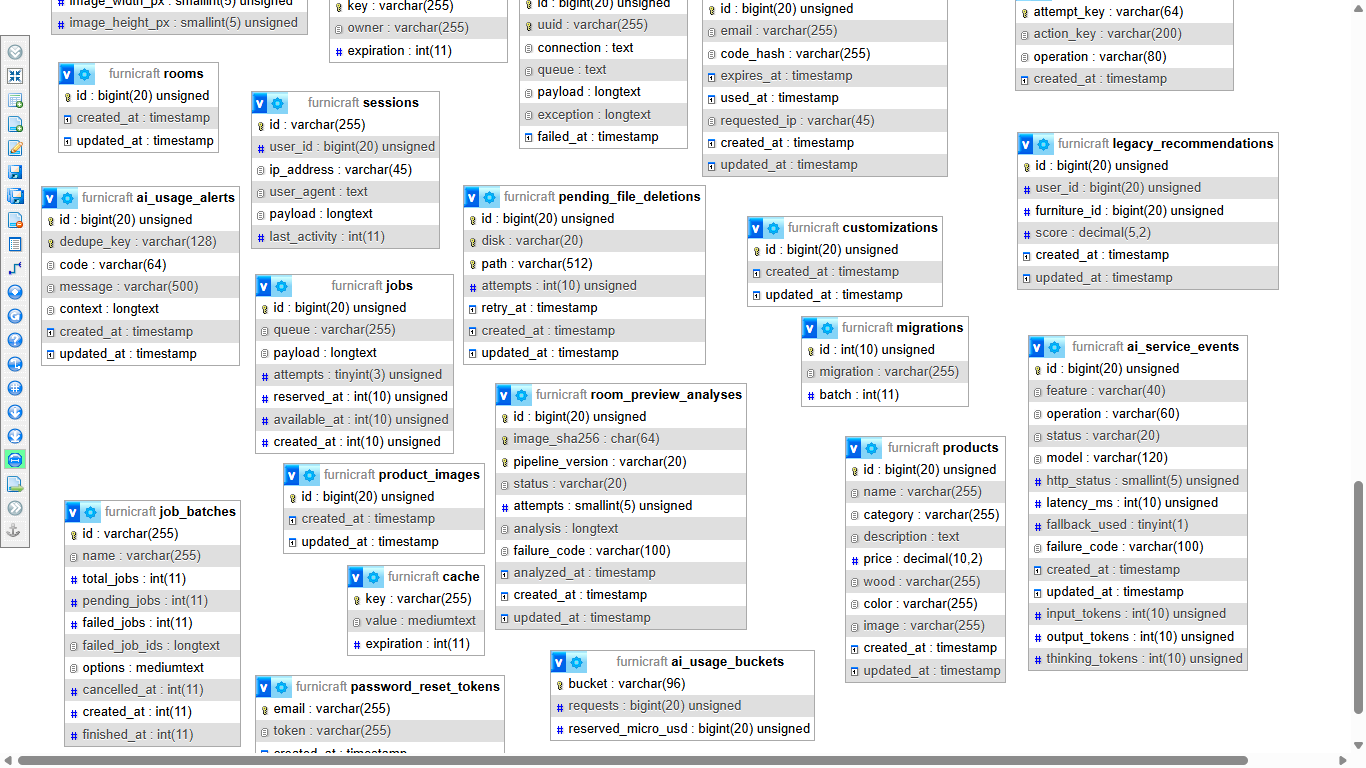 image_width_px : smallint(5) unsigned
image_height_px : smallint(5) unsigned
key : varchar(255)
owner : varchar(255)
expiration : int(11)
id : bigint(20) unsigned
uuid : varchar(255)
connection : text
queue : text
payload : longtext
exception : longtext
failed_at : timestamp
id : bigint(20) unsigned
email : varchar(255)
code_hash : varchar(255)
expires_at : timestamp
used_at : timestamp
requested_ip : varchar(45)
created_at : timestamp
updated_at : timestamp
attempt_key : varchar(64)
action_key : varchar(200)
operation : varchar(80)
created_at : timestamp
v furnicraft rooms
id : bigint(20) unsigned
created_at : timestamp
updated_at : timestamp
v furnicraft sessions
id : varchar(255)
user_id : bigint(20) unsigned
ip_address : varchar(45)
user_agent : text
payload : longtext
last_activity : int(11)
v furnicraft legacy_recommendations
id : bigint(20) unsigned
user_id : bigint(20) unsigned
furniture_id : bigint(20) unsigned
score : decimal(5,2)
created_at : timestamp
updated_at : timestamp
v furnicraft ai_usage_alerts
id : bigint(20) unsigned
dedupe_key : varchar(128)
code : varchar(64)
message : varchar(500)
context : longtext
created_at : timestamp
updated_at : timestamp
v furnicraft pending_file_deletions
id : bigint(20) unsigned
disk : varchar(20)
path : varchar(512)
attempts : int(10) unsigned
retry_at : timestamp
created_at : timestamp
updated_at : timestamp
v furnicraft customizations
id : bigint(20) unsigned
created_at : timestamp
updated_at : timestamp
v furnicraft jobs
id : bigint(20) unsigned
queue : varchar(255)
payload : longtext
attempts : tinyint(3) unsigned
reserved_at : int(10) unsigned
available_at : int(10) unsigned
created_at : int(10) unsigned
v furnicraft migrations
id : int(10) unsigned
migration : varchar(255)
batch : int(11)
v furnicraft ai_service_events
id : bigint(20) unsigned
feature : varchar(40)
operation : varchar(60)
status : varchar(20)
model : varchar(120)
http_status : smallint(5) unsigned
latency_ms : int(10) unsigned
fallback_used : tinyint(1)
failure_code : varchar(100)
created_at : timestamp
updated_at : timestamp
input_tokens : int(10) unsigned
output_tokens : int(10) unsigned
thinking_tokens : int(10) unsigned
v furnicraft room_preview_analyses
id : bigint(20) unsigned
image_sha256 : char(64)
pipeline_version : varchar(20)
status : varchar(20)
attempts : smallint(5) unsigned
analysis : longtext
failure_code : varchar(100)
analyzed_at : timestamp
created_at : timestamp
updated_at : timestamp
v furnicraft products
id : bigint(20) unsigned
name : varchar(255)
category : varchar(255)
description : text
price : decimal(10,2)
wood : varchar(255)
color : varchar(255)
image : varchar(255)
created_at : timestamp
updated_at : timestamp
v furnicraft product_images
id : bigint(20) unsigned
created_at : timestamp
updated_at : timestamp
v furnicraft job_batches
id : varchar(255)
name : varchar(255)
total_jobs : int(11)
pending_jobs : int(11)
failed_jobs : int(11)
failed_job_ids : longtext
options : mediumtext
cancelled_at : int(11)
created_at : int(11)
finished_at : int(11)
v furnicraft cache
key : varchar(255)
value : mediumtext
expiration : int(11)
v furnicraft ai_usage_buckets
bucket : varchar(96)
requests : bigint(20) unsigned
reserved_micro_usd : bigint(20) unsigned
v furnicraft password_reset_tokens
email : varchar(255)
token : varchar(255)
created_at : timestamp